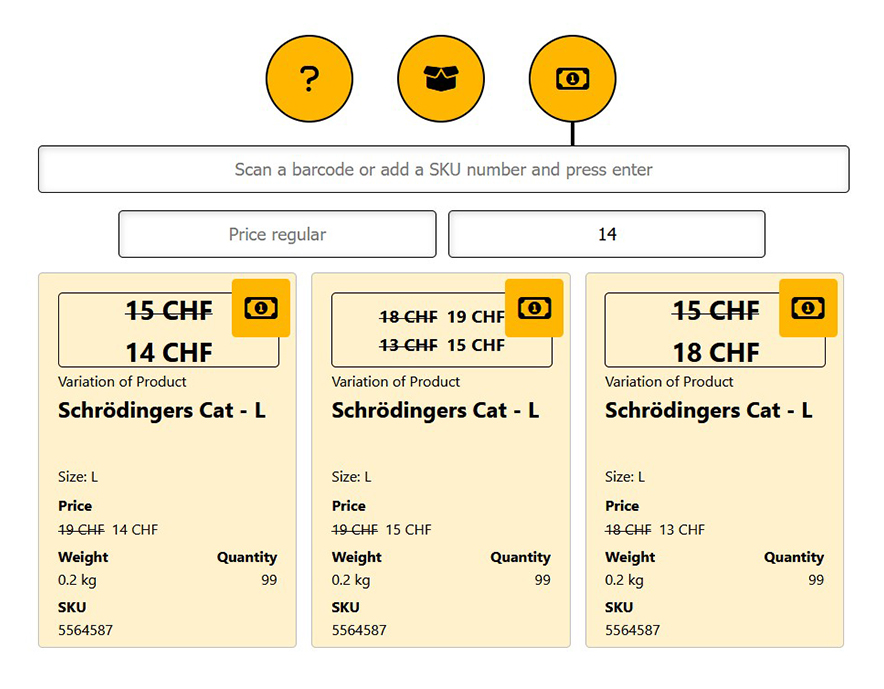 ?
1
Scan a barcode or add a SKU number and press enter
Price regular
14
15 CHF
14 CHF
1
Variation of Product
Schrödingers Cat - L
Size: L
Price
19 CHF 14 CHF
Weight Quantity
0.2 kg 99
SKU
5564587
18 CHF 19 CHF
13 CHF 15 CHF
1
Variation of Product
Schrödingers Cat - L
Size: L
Price
19 CHF 15 CHF
Weight Quantity
0.2 kg 99
SKU
5564587
15 CHF
18 CHF
1
Variation of Product
Schrödingers Cat - L
Size: L
Price
18 CHF 13 CHF
Weight Quantity
0.2 kg 99
SKU
5564587